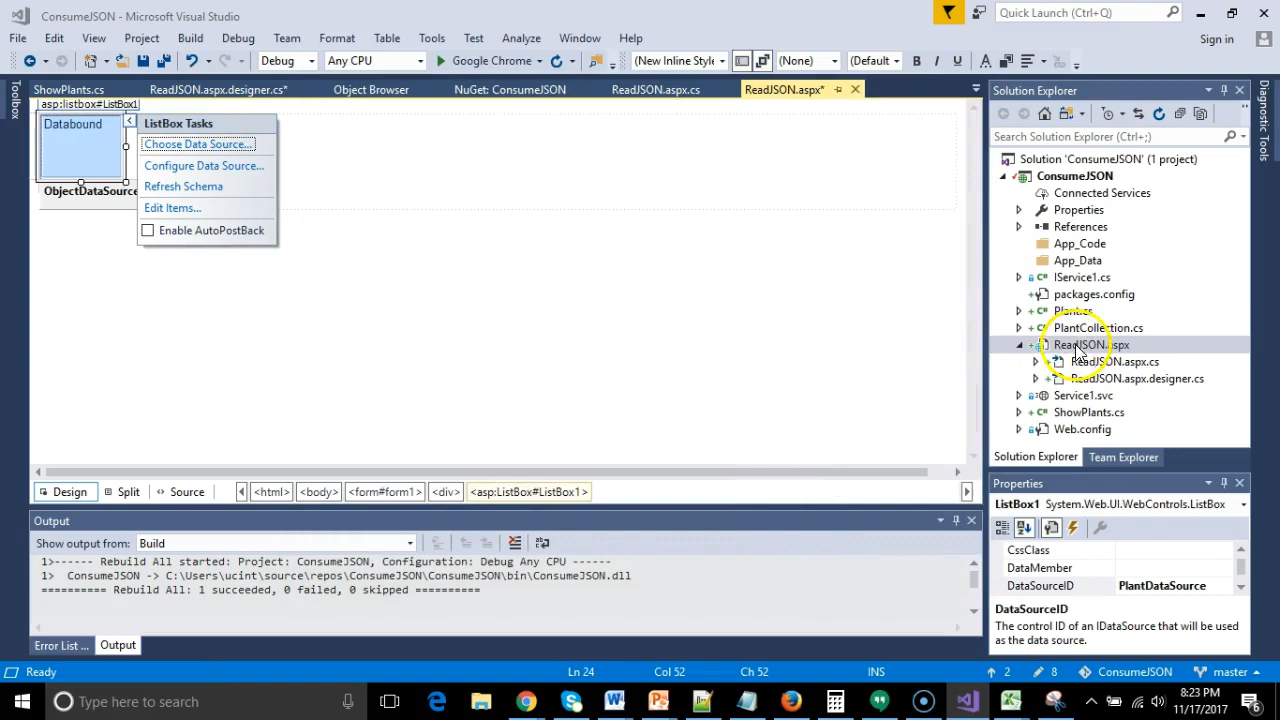 ConsumeJSON - Microsoft Visual Studio
Quick Launch (Ctrl+Q)
File Edit View Project Build Debug Team Format Table Tools Test Analyze Window Help
Sign in
Debug Any CPU Google Chrome (New Inline Style (None) (Default
ShowPlants.cs ReadJSON.aspx.designer.cs* Object Browser NuGet: ConsumeJSON ReadJSON.aspx.cs ReadJSON.aspx*
Toolbox
asp:listbox#ListBox1
Databound
ObjectDataSource
ListBox Tasks
Choose Data Source...
Configure Data Source...
Refresh Schema
Edit Items...
Enable AutoPostBack
Design Split Source <html> <body> <form#form1> <div> <asp:ListBox#ListBox1>
Output
Show output from: Build
1>------ Rebuild All started: Project: ConsumeJSON, Configuration: Debug Any CPU ------
1> ConsumeJSON -> C:\Users\ucint\source\repos\ConsumeJSON\ConsumeJSON\bin\ConsumeJSON.dll
========== Rebuild All: 1 succeeded, 0 failed, 0 skipped ==========
Error List ... Output
Solution Explorer
Search Solution Explorer (Ctrl+;)
Solution 'ConsumeJSON' (1 project)
ConsumeJSON
Connected Services
Properties
References
App_Code
App_Data
IService1.cs
packages.config
Plant.cs
PlantCollection.cs
ReadJSON.aspx
ReadJSON.aspx.cs
ReadJSON.aspx.designer.cs
Service1.svc
ShowPlants.cs
Web.config
Solution Explorer Team Explorer
Properties
ListBox1 System.Web.UI.WebControls.ListBox
CssClass
DataMember
DataSourceID PlantDataSource
DataSourceID
The control ID of an IDataSource that will be used
as the data source.
Diagnostic Tools
Ready Ln 24 Col 52 Ch 52 INS 2 8 ConsumeJSON master
Type here to search
8:23 PM
11/17/2017
6